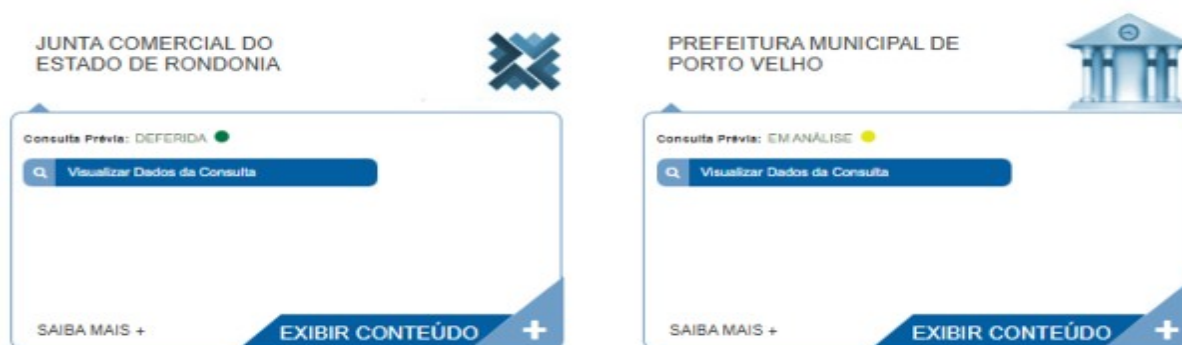 JUNTA COMERCIAL DO
ESTADO DE RONDONIA
Consulta Prévia: DEFERIDA
Visualizar Dados da Consulta
SAIBA MAIS +
EXIBIR CONTEÚDO +
PREFEITURA MUNICIPAL DE
PORTO VELHO
Consulta Prévia: EM ANÁLISE
Visualizar Dados da Consulta
SAIBA MAIS +
EXIBIR CONTEÚDO +